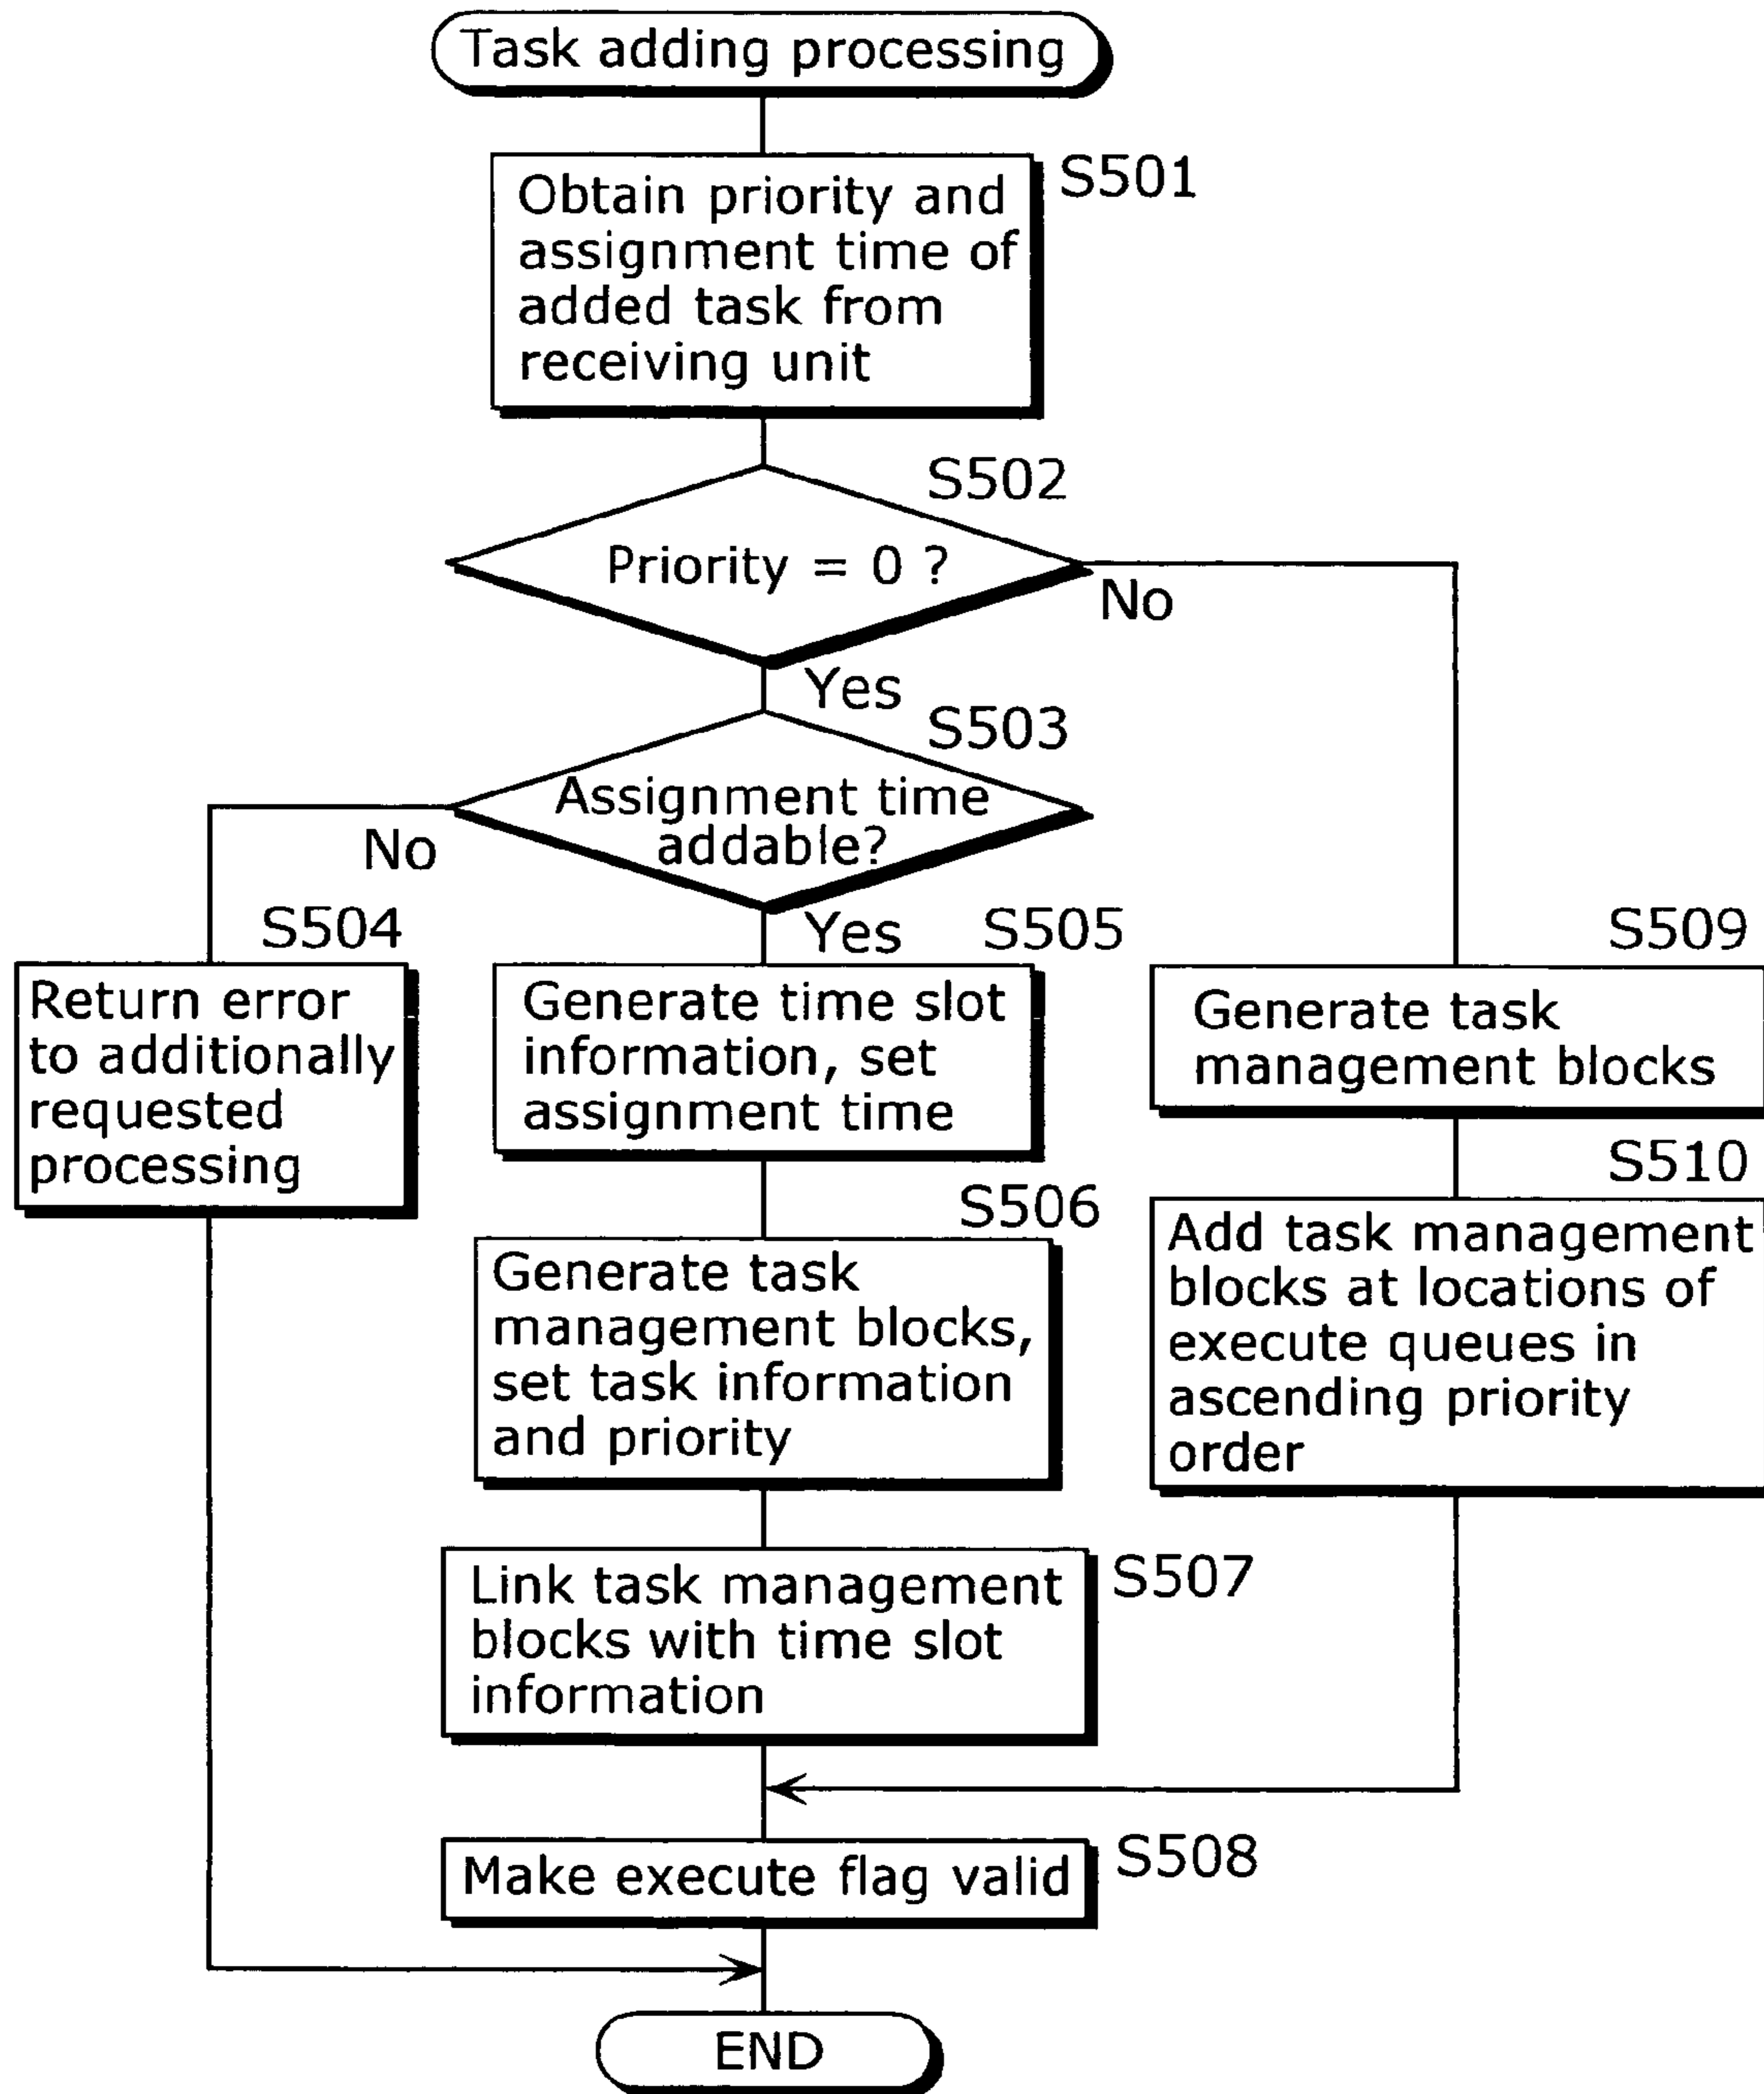 Task adding processing
S501
Obtain priority and
assignment time of
added task from
receiving unit
S502
Priority = 0 ?
No
Yes
S503
Assignment time
addable?
No
Yes
S504
Return error
to additionally
requested
processing
S505
Generate time slot
information, set
assignment time
S509
Generate task
management blocks
S506
Generate task
management blocks,
set task information
and priority
S510
Add task management
blocks at locations of
execute queues in
ascending priority
order
S507
Link task management
blocks with time slot
information
S508
Make execute flag valid
END